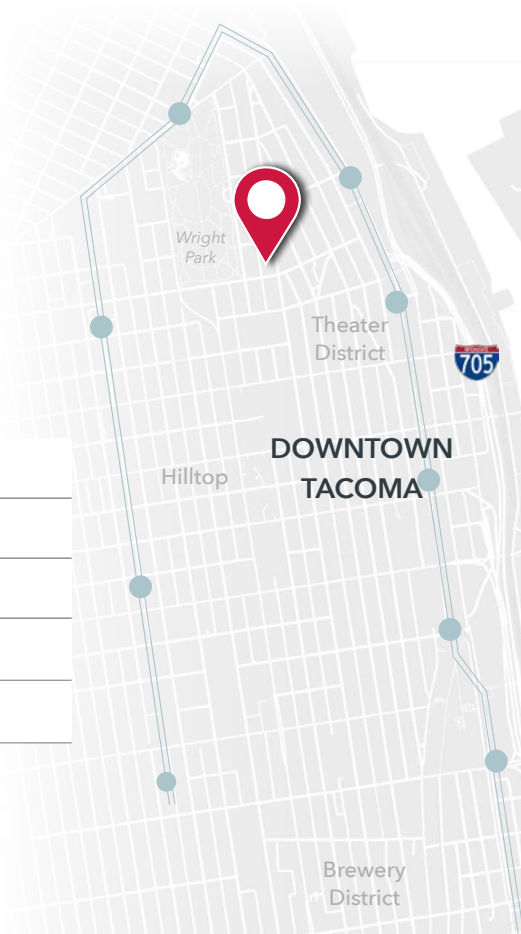 Wright
Park
Theater
District
705
DOWNTOWN
TACOMA
Hilltop
Brewery
District